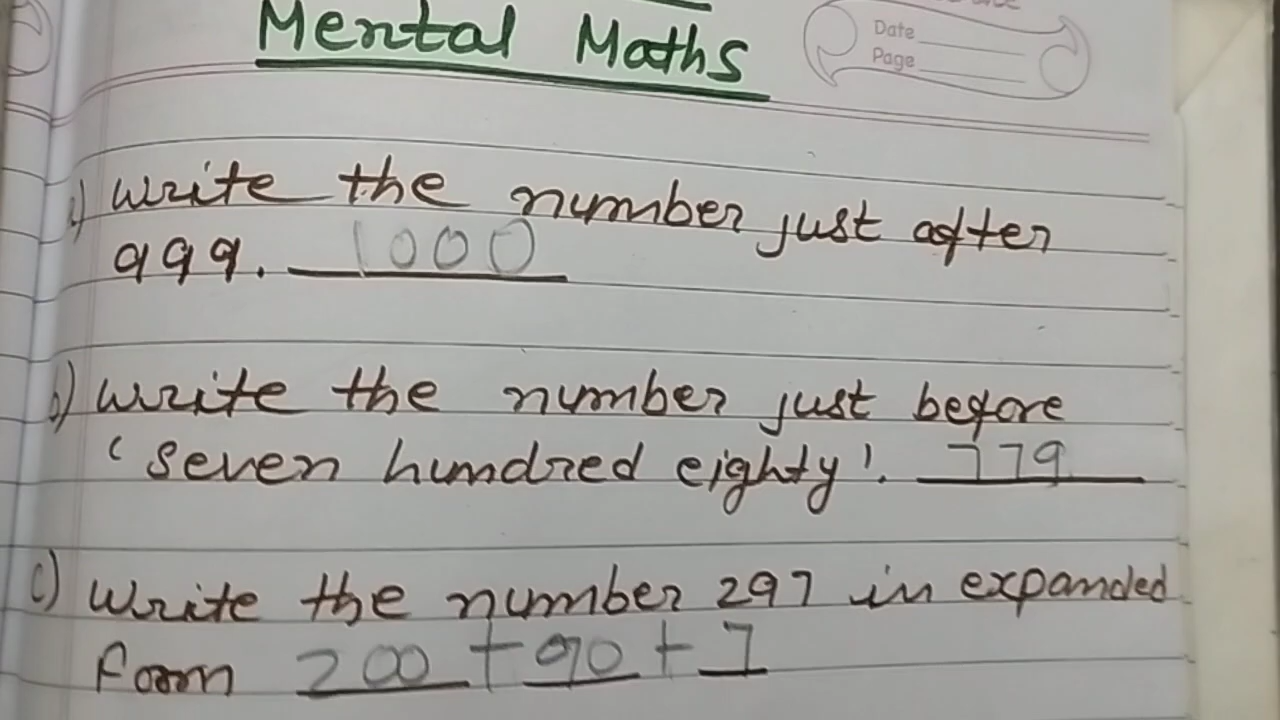 Mental Maths
Date
Page
a) Write the number just after
999. 1000
b) Write the number just before
'seven hundred eighty'. 779
c) Write the number 297 in expanded
form 200 + 90 + 7